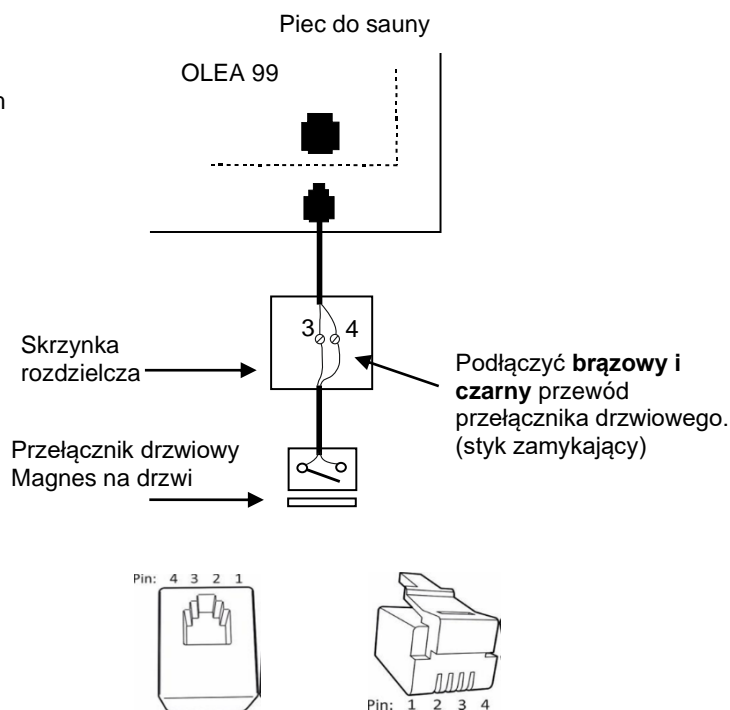 Piec do sauny
OLEA 99
n
3 4
Skrzynka
rozdzielcza
Podłączyć brązowy i
czarny przewód
przełącznika drzwiowego.
(styk zamykający)
Przełącznik drzwiowy
Magnes na drzwi
Pin: 4 3 2 1
Pin: 1 2 3 4